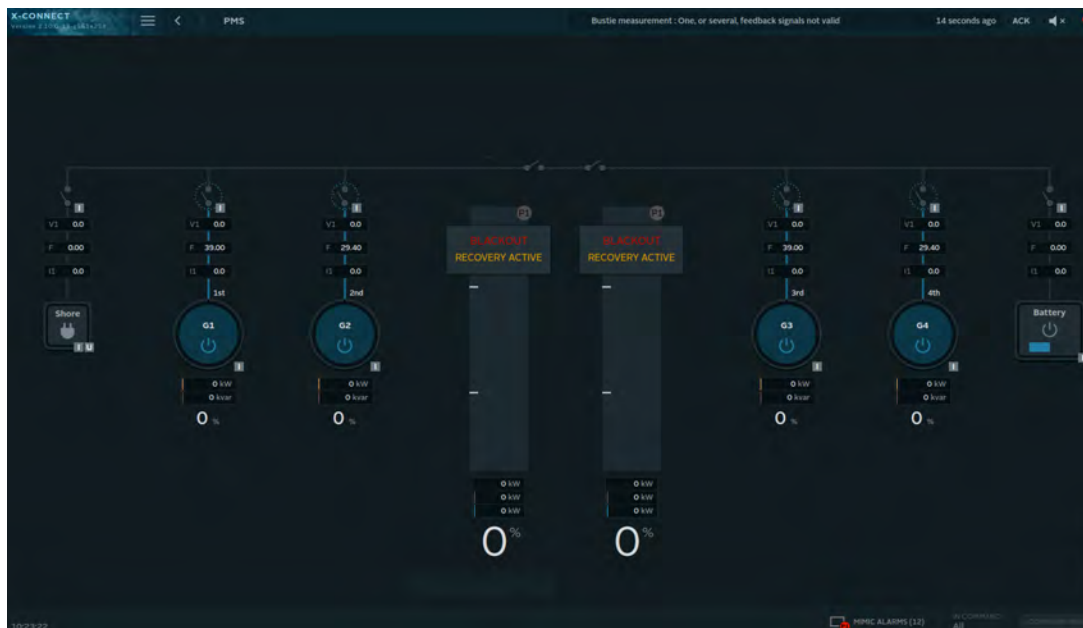 X-CONNECT
PMS
Bustie measurement : One, or several, feedback signals not valid
14 seconds ago
ACK
V1 0.0
F 0.00
I1 0.0
Shore
I U
I
V1 0.0
F 39.00
I1 0.0
1st
G1
I
0 kW
0 kvar
0 %
I
V1 0.0
F 29.40
I1 0.0
2nd
G2
I
0 kW
0 kvar
0 %
P1
BLACKOUT
RECOVERY ACTIVE
0 kW
0 kW
0 kW
0 %
P1
BLACKOUT
RECOVERY ACTIVE
0 kW
0 kW
0 kW
0 %
I
V1 0.0
F 39.00
I1 0.0
3rd
G3
I
0 kW
0 kvar
0 %
I
V1 0.0
F 29.40
I1 0.0
4th
G4
I
0 kW
0 kvar
0 %
I
V1 0.0
F 0.00
I1 0.0
Battery
10:23:22
MIMIC ALARMS (12)